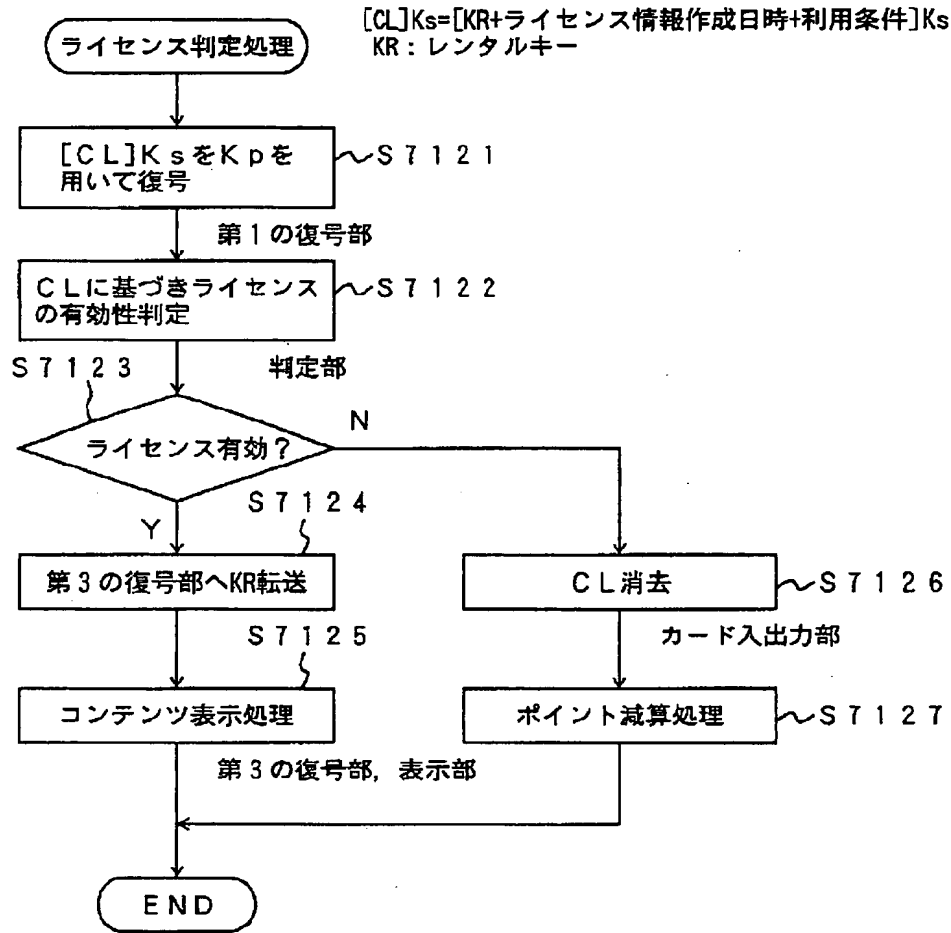 [CL]Ks=[KR+ライセンス情報作成日時+利用条件]Ks
KR：レンタルキー
ライセンス判定処理
［ＣＬ］ＫｓをＫｐを
用いて復号
Ｓ７１２１
第１の復号部
ＣＬに基づきライセンス
の有効性判定
Ｓ７１２２
判定部
Ｓ７１２３
ライセンス有効？
Ｎ
Ｙ
Ｓ７１２４
第３の復号部へKR転送
ＣＬ消去
Ｓ７１２６
カード入出力部
Ｓ７１２５
コンテンツ表示処理
ポイント減算処理
Ｓ７１２７
第３の復号部，表示部
ＥＮＤ